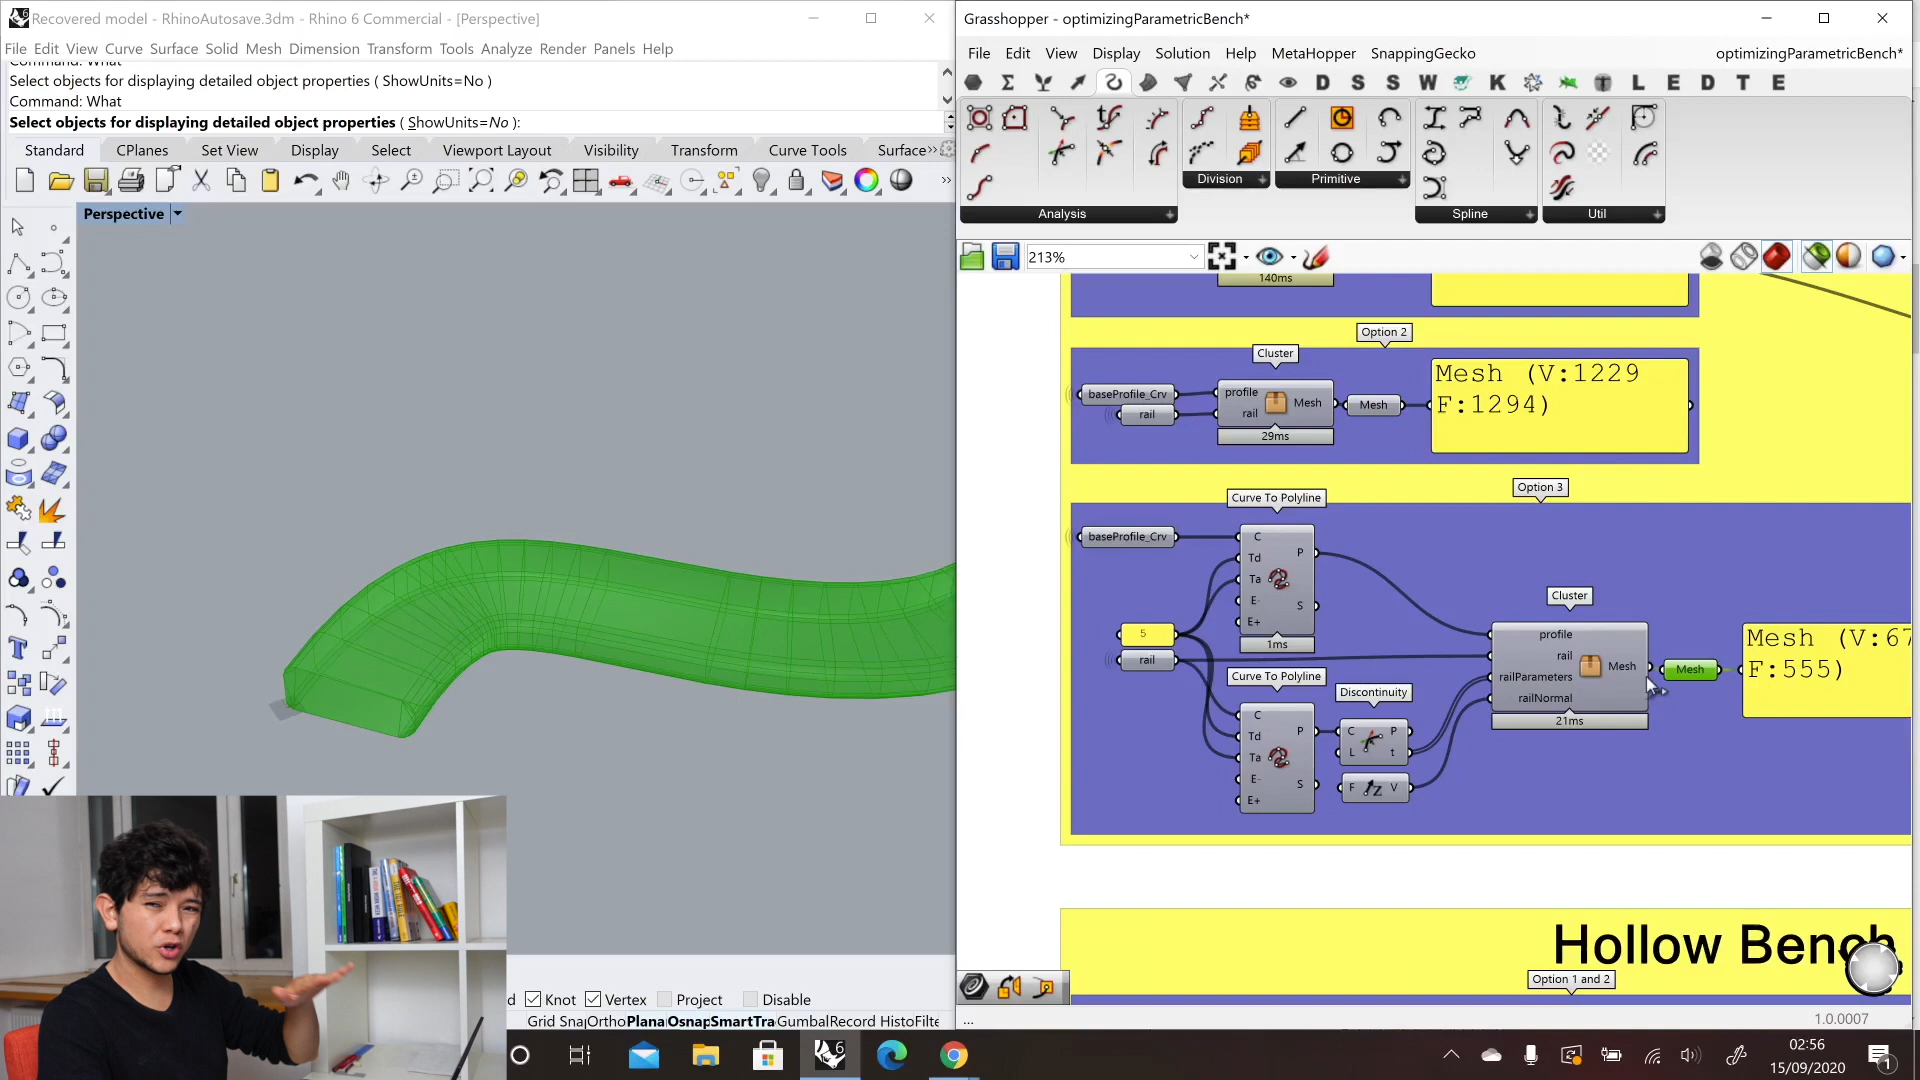 Recovered model - RhinoAutosave.3dm - Rhino 6 Commercial - [Perspective]
File Edit View Curve Surface Solid Mesh Dimension Transform Tools Analyze Render Panels Help
Select objects for displaying detailed object properties ( ShowUnits=No )
Command: What
Select objects for displaying detailed object properties ( ShowUnits=No ):
Standard CPlanes Set View Display Select Viewport Layout Visibility Transform Curve Tools Surface
Perspective
Knot Vertex Project Disable
Grid Snap Ortho Plana Osnap SmartTra Gumbal Record Histo Filte
Grasshopper - optimizingParametricBench*
File Edit View Display Solution Help MetaHopper SnappingGecko optimizingParametricBench*
D S S W K L E D T E
Analysis Division Primitive Spline Util
213%
140ms
Option 2
Cluster
baseProfile_Crv
rail
profile
rail
Mesh
29ms
Mesh
Mesh (V:1229
F:1294)
Option 3
Curve To Polyline
baseProfile_Crv
C
Td
Ta
E-
E+
P
S
1ms
5
rail
Curve To Polyline
C
Td
Ta
E-
E+
P
S
Discontinuity
C P
L t
F V
Cluster
profile
rail
railParameters
railNormal
Mesh
21ms
Mesh
Mesh (V:67
F:555)
Hollow Bench
Option 1 and 2
...
1.0.0007
02:56
15/09/2020
1